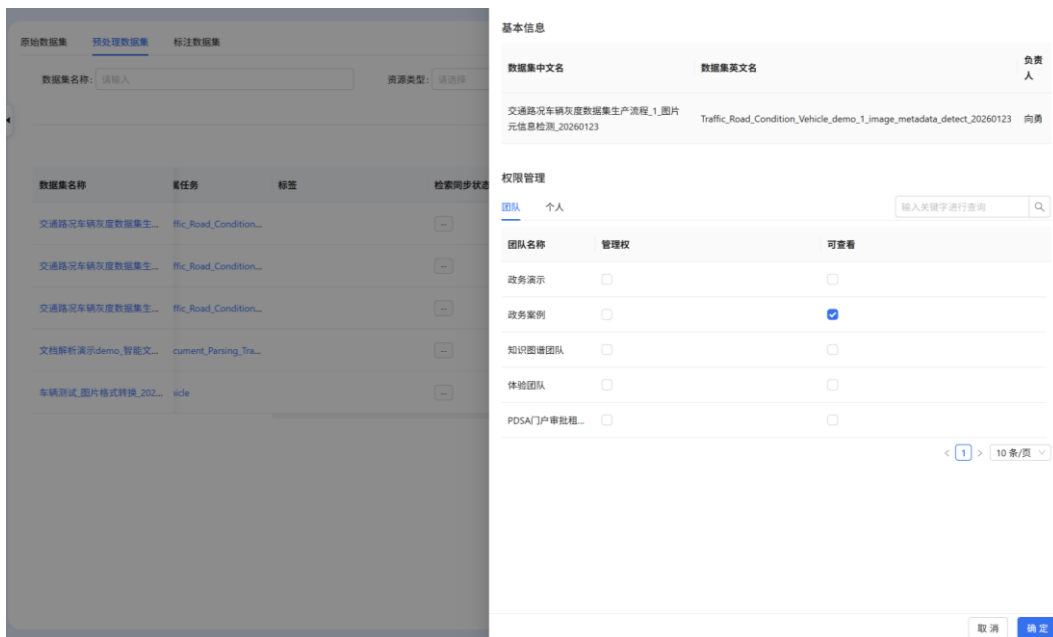 原始数据集 预处理数据集 标注数据集
数据集名称: 请输入 资源类型: 请选择
数据集名称 属任务 标签 检索同步状态
交通路况车辆灰度数据集生... ffic_Road_Condition... --
交通路况车辆灰度数据集生... ffic_Road_Condition... --
交通路况车辆灰度数据集生... ffic_Road_Condition... --
文档解析演示demo_智能文... cument_Parsing_Tra... --
车辆测试_图片格式转换_202... hicle --
基本信息
数据集中文名 数据集英文名 负责人
交通路况车辆灰度数据集生产流程_1_图片
元信息检测_20260123 Traffic_Road_Condition_Vehicle_demo_1_image_metadata_detect_20260123 向勇
权限管理
团队 个人 输入关键字进行查询
团队名称 管理权 可查看
政务演示
政务案例
知识图谱团队
体验团队
PDSA门户审批租...
< 1 > 10 条/页
取消 确定